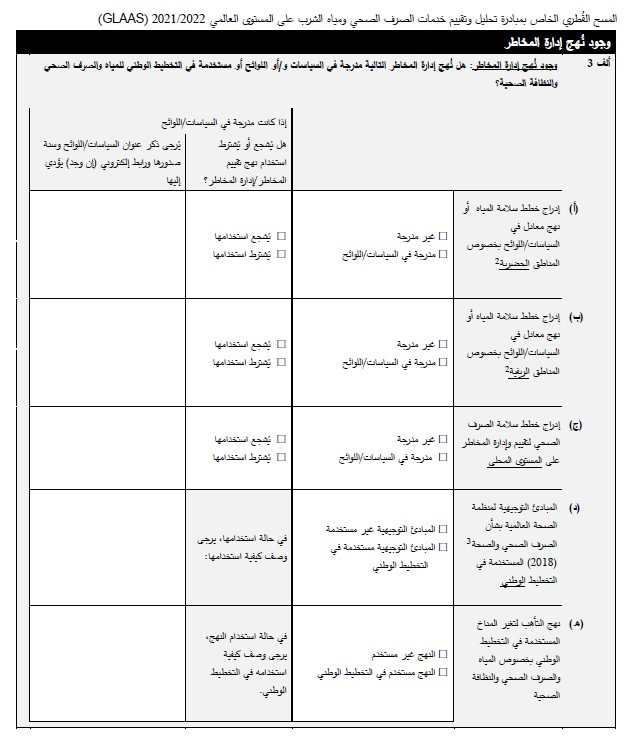 المسح القُطري الخاص بمبادرة تحليل وتقييم خدمات الصرف الصحي ومياه الشرب على المستوى العالمي 2021/2022 (GLAAS)
وجود نُهج إدارة المخاطر
ألف 3 وجود نُهج إدارة المخاطر: هل نُهج إدارة المخاطر التالية مدرجة في السياسات و/أو اللوائح أو مستخدمة في التخطيط الوطني للمياه والصرف الصحي
والنظافة الصحية؟
إذا كانت مدرجة في السياسات/اللوائح
هل يُشجع أو يُشترط
استخدام نهج تقييم
المخاطر/إدارة المخاطر؟
يُرجى ذكر عنوان السياسات/اللوائح وسنة
صدورها ورابط إلكتروني (إن وجد) يؤدي
إليها
(أ) إدراج خطط سلامة المياه أو
نهج معادل في
السياسات/اللوائح بخصوص
المناطق الحضرية2
☐ غير مدرجة
☐ مدرجة في السياسات/اللوائح
☐ يُشجع استخدامها
☐ يُشترط استخدامها
(ب) إدراج خطط سلامة المياه أو
نهج معادل في
السياسات/اللوائح بخصوص
المناطق الريفية2
☐ غير مدرجة
☐ مدرجة في السياسات/اللوائح
☐ يُشجع استخدامها
☐ يُشترط استخدامها
(ج) إدراج خطط سلامة الصرف
الصحي لتقييم وإدارة المخاطر
على المستوى المحلي
☐ غير مدرجة
☐ مدرجة في السياسات/اللوائح
☐ يُشجع استخدامها
☐ يُشترط استخدامها
(د) المبادئ التوجيهية لمنظمة
الصحة العالمية بشأن
الصرف الصحي والصحة3
(2018) المستخدمة في
التخطيط الوطني
☐ المبادئ التوجيهية غير مستخدمة
☐ المبادئ التوجيهية مستخدمة في
التخطيط الوطني
في حالة استخدامها، يرجى
وصف كيفية استخدامها:
(ه) نهج التأهب لتغير المناخ
المستخدمة في التخطيط
الوطني بخصوص المياه
والصرف الصحي والنظافة
الصحية
☐ النهج غير مستخدم
☐ النهج مستخدم في التخطيط الوطني
في حالة استخدام النهج،
يرجى وصف كيفية
استخدامه في التخطيط
الوطني: